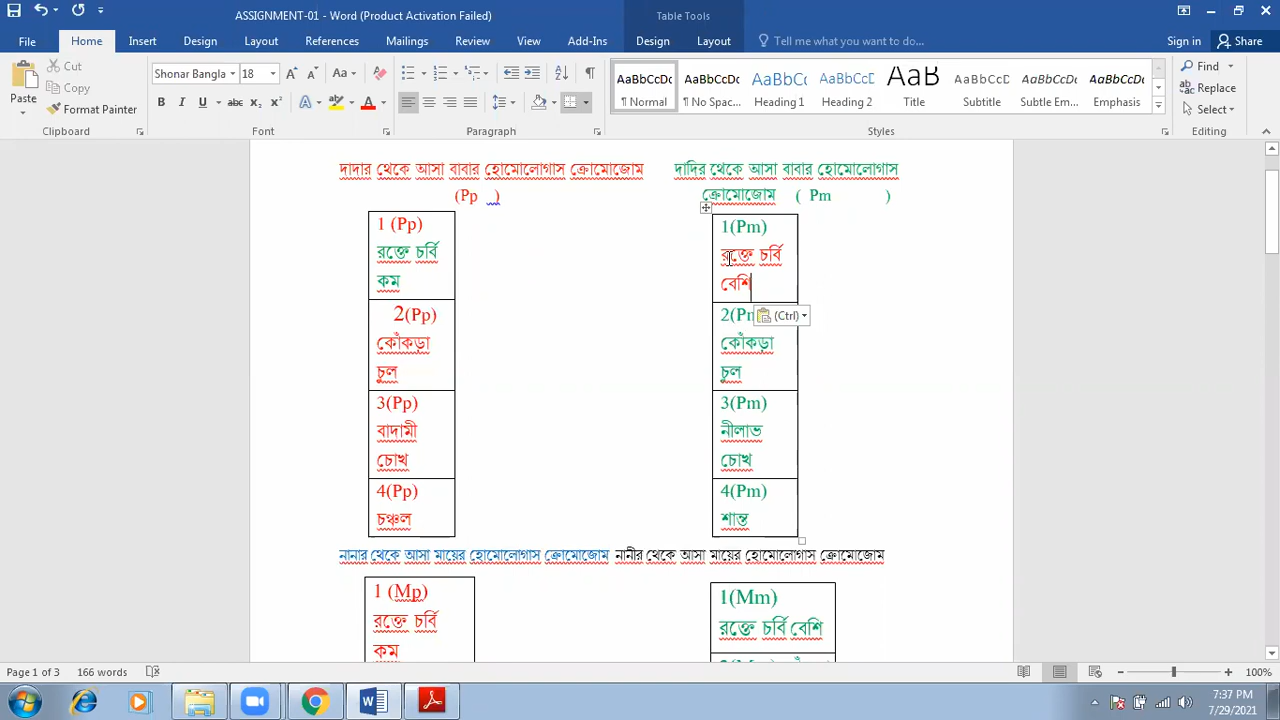 ASSIGNMENT-01 - Word (Product Activation Failed)
Table Tools
File Home Insert Design Layout References Mailings Review View Add-Ins Design Layout Tell me what you want to do... Sign in Share
Paste
Cut
Copy
Format Painter
Clipboard
Shonar Bangla 18
Font
Paragraph
AaBbCcDc AaBbCcDc AaBbCc AaBbCcD AaB AaBbCcD AaBbCcDc AaBbCcDc
¶ Normal ¶ No Spac... Heading 1 Heading 2 Title Subtitle Subtle Em... Emphasis
Styles
Find
Replace
Select
Editing
দাদার থেকে আসা বাবার হোমোলোগাস ক্রোমোজোম
(Pp )
দাদির থেকে আসা বাবার হোমোলোগাস
ক্রোমোজোম ( Pm )
1 (Pp)
রক্তে চর্বি
কম
2(Pp)
কোঁকড়া
চুল
3(Pp)
বাদামী
চোখ
4(Pp)
চঞ্চল
1(Pm)
রক্তে চর্বি
বেশি
(Ctrl)
কোঁকড়া
চুল
3(Pm)
নীলাভ
চোখ
4(Pm)
শান্ত
নানার থেকে আসা মায়ের হোমোলোগাস ক্রোমোজোম নানীর থেকে আসা মায়ের হোমোলোগাস ক্রোমোজোম
1 (Mp)
রক্তে চর্বি
কম
1(Mm)
রক্তে চর্বি বেশি
Page 1 of 3 166 words 100%
7:37 PM
7/29/2021